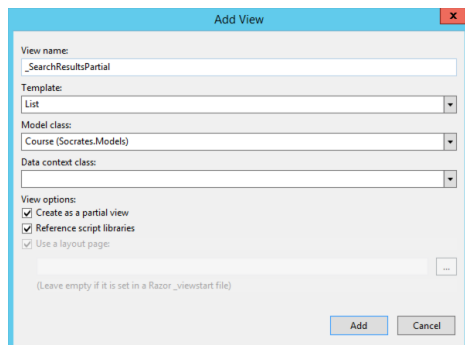 Add View
x
View name:
_SearchResultsPartial
Template:
List
Model class:
Course (Socrates.Models)
Data context class:
View options:
Create as a partial view
Reference script libraries
Use a layout page:
...
(Leave empty if it is set in a Razor _viewstart file)
Add Cancel